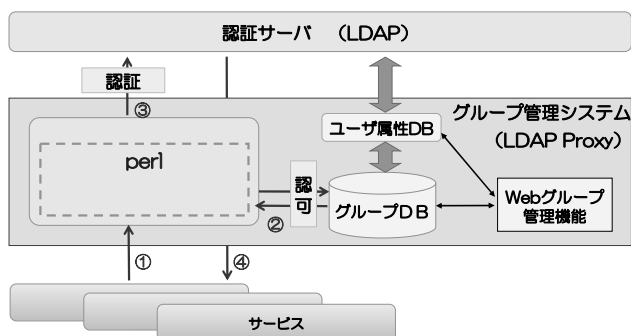 認証サーバ （LDAP）
認証
③
グループ管理システム
（LDAP Proxy）
ユーザ属性DB
perl
認
可
②
グループDB
Webグループ
管理機能
①
④
サービス